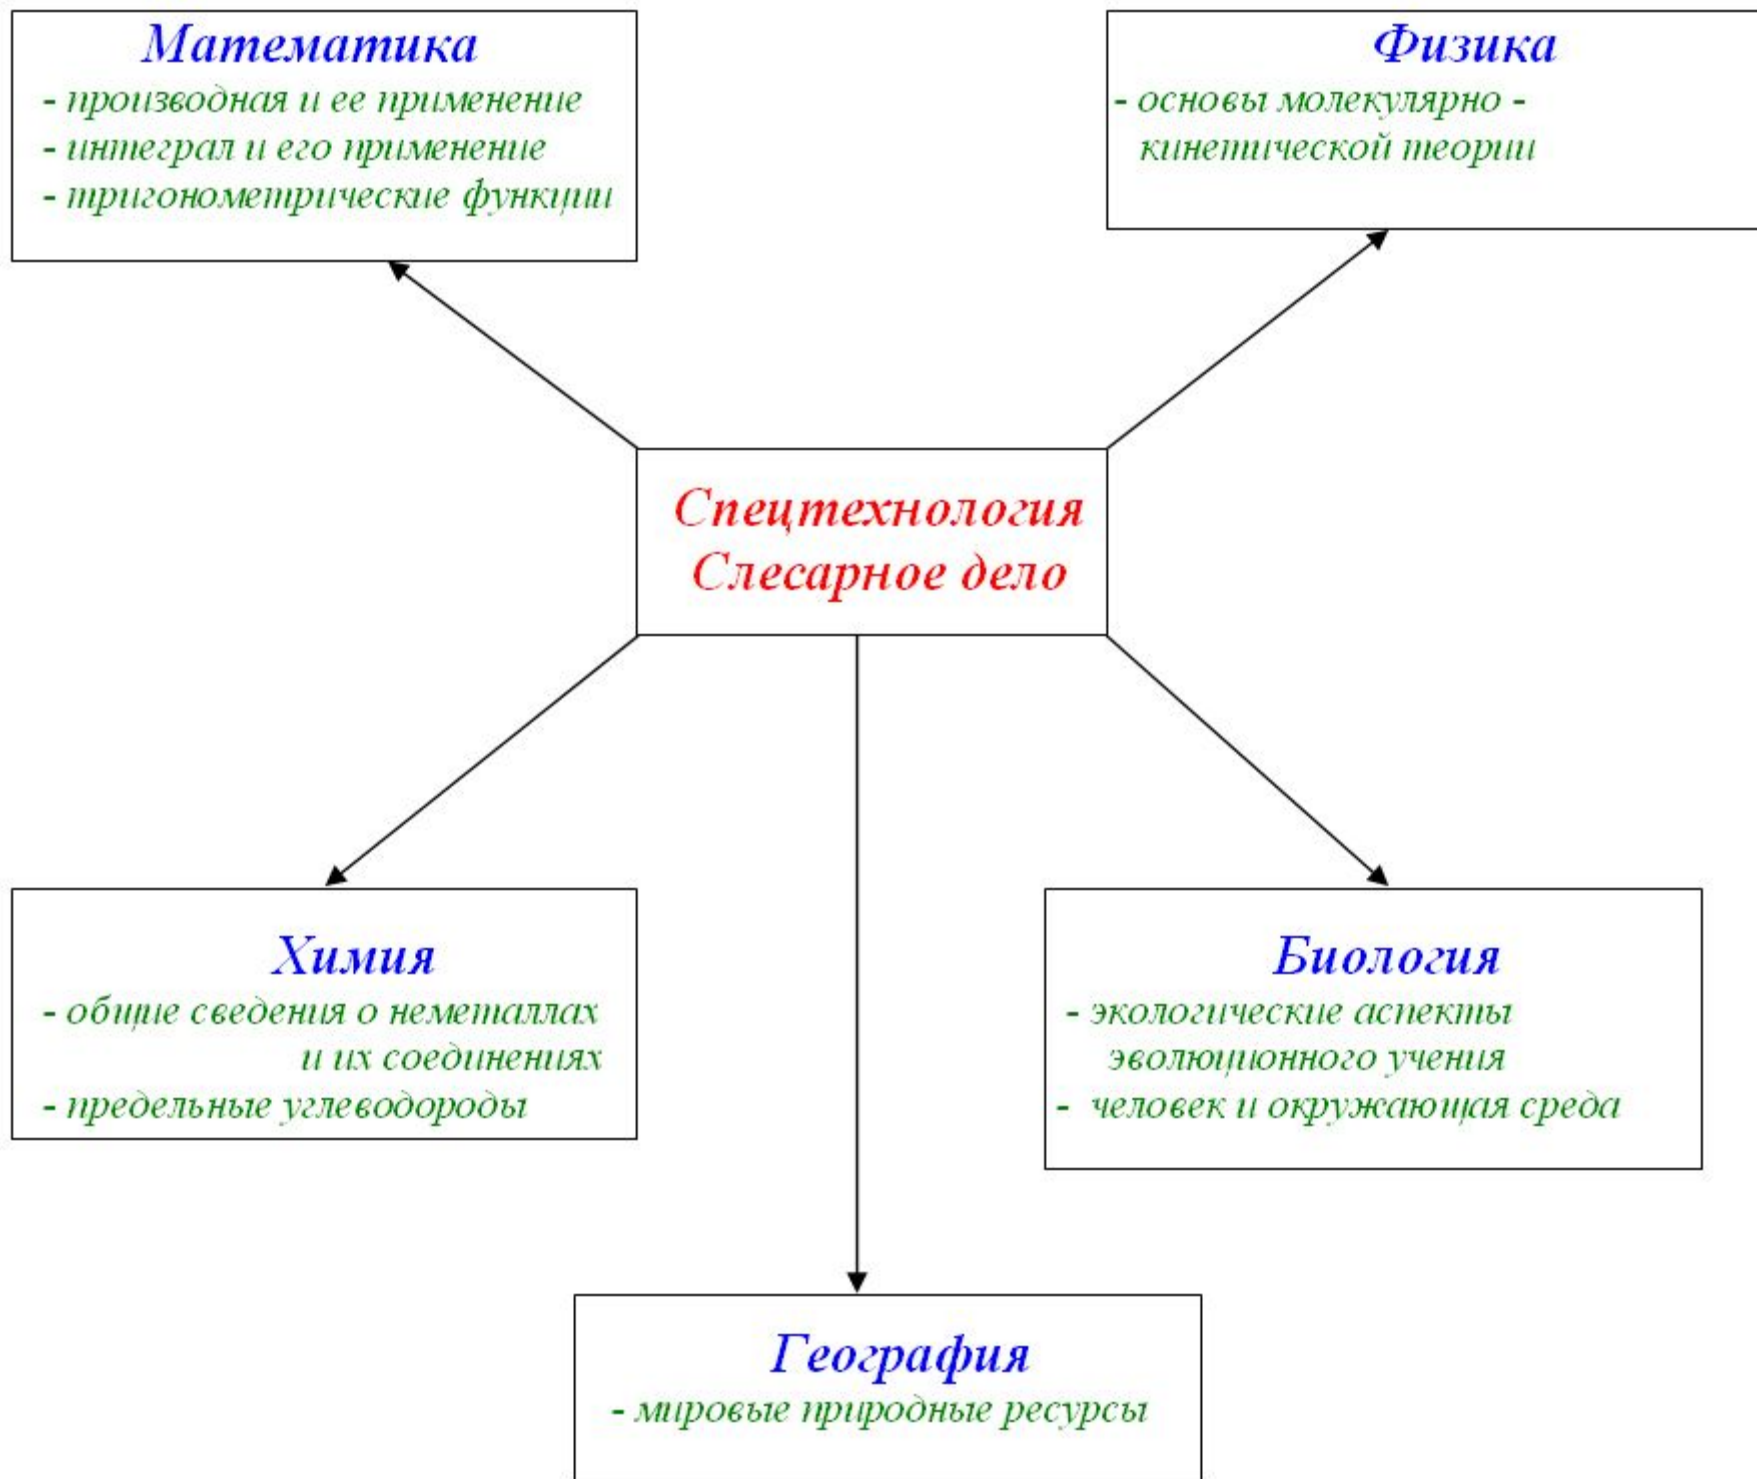 Математика
- производная и ее применение
- интеграл и его применение
- тригонометрические функции
Физика
- основы молекулярно -
кинетической теории
Спецтехнология
Слесарное дело
Химия
- общие сведения о неметаллах
и их соединениях
- предельные углеводороды
Биология
- экологические аспекты
эволюционного учения
- человек и окружающая среда
География
- мировые природные ресурсы